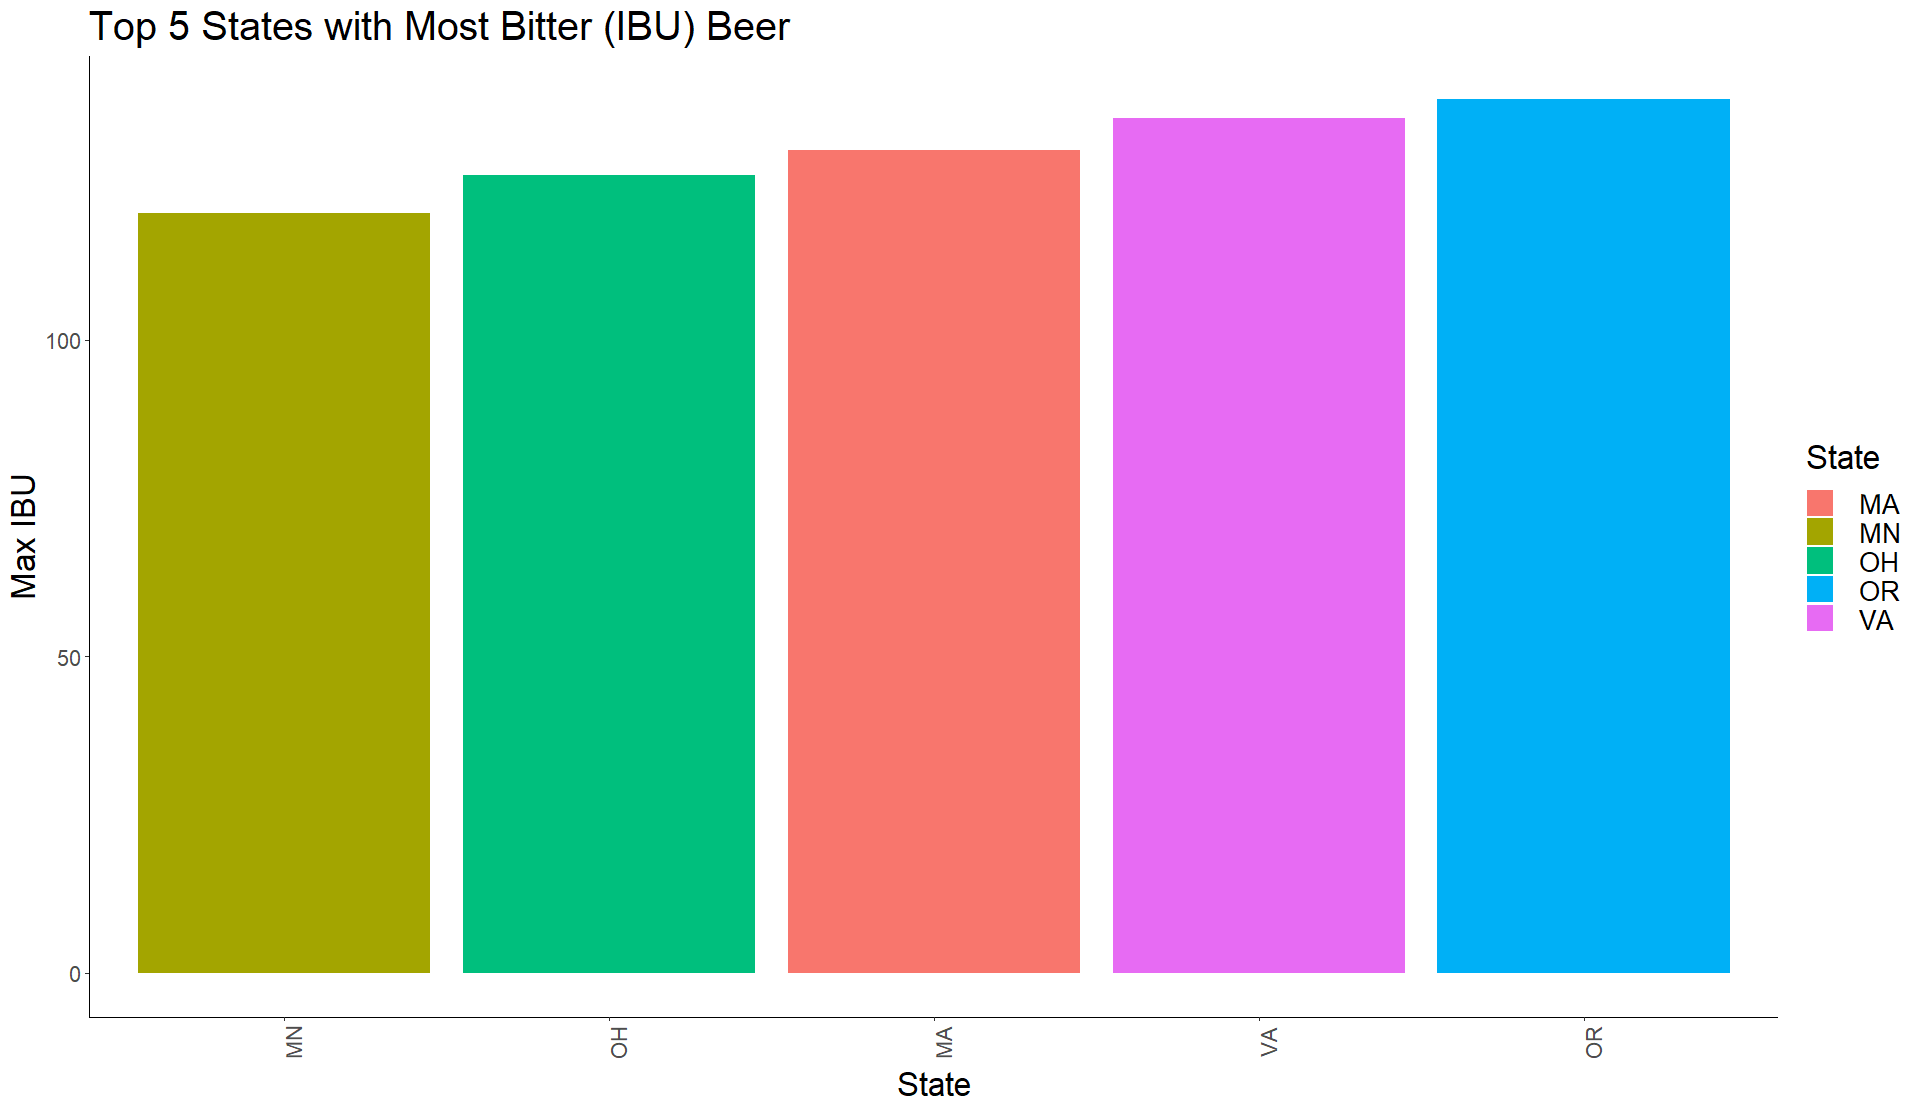 Top 5 States with Most Bitter (IBU) Beer
Max IBU
100
50
0
MN
OH
MA
VA
OR
State
State
MA
MN
OH
OR
VA